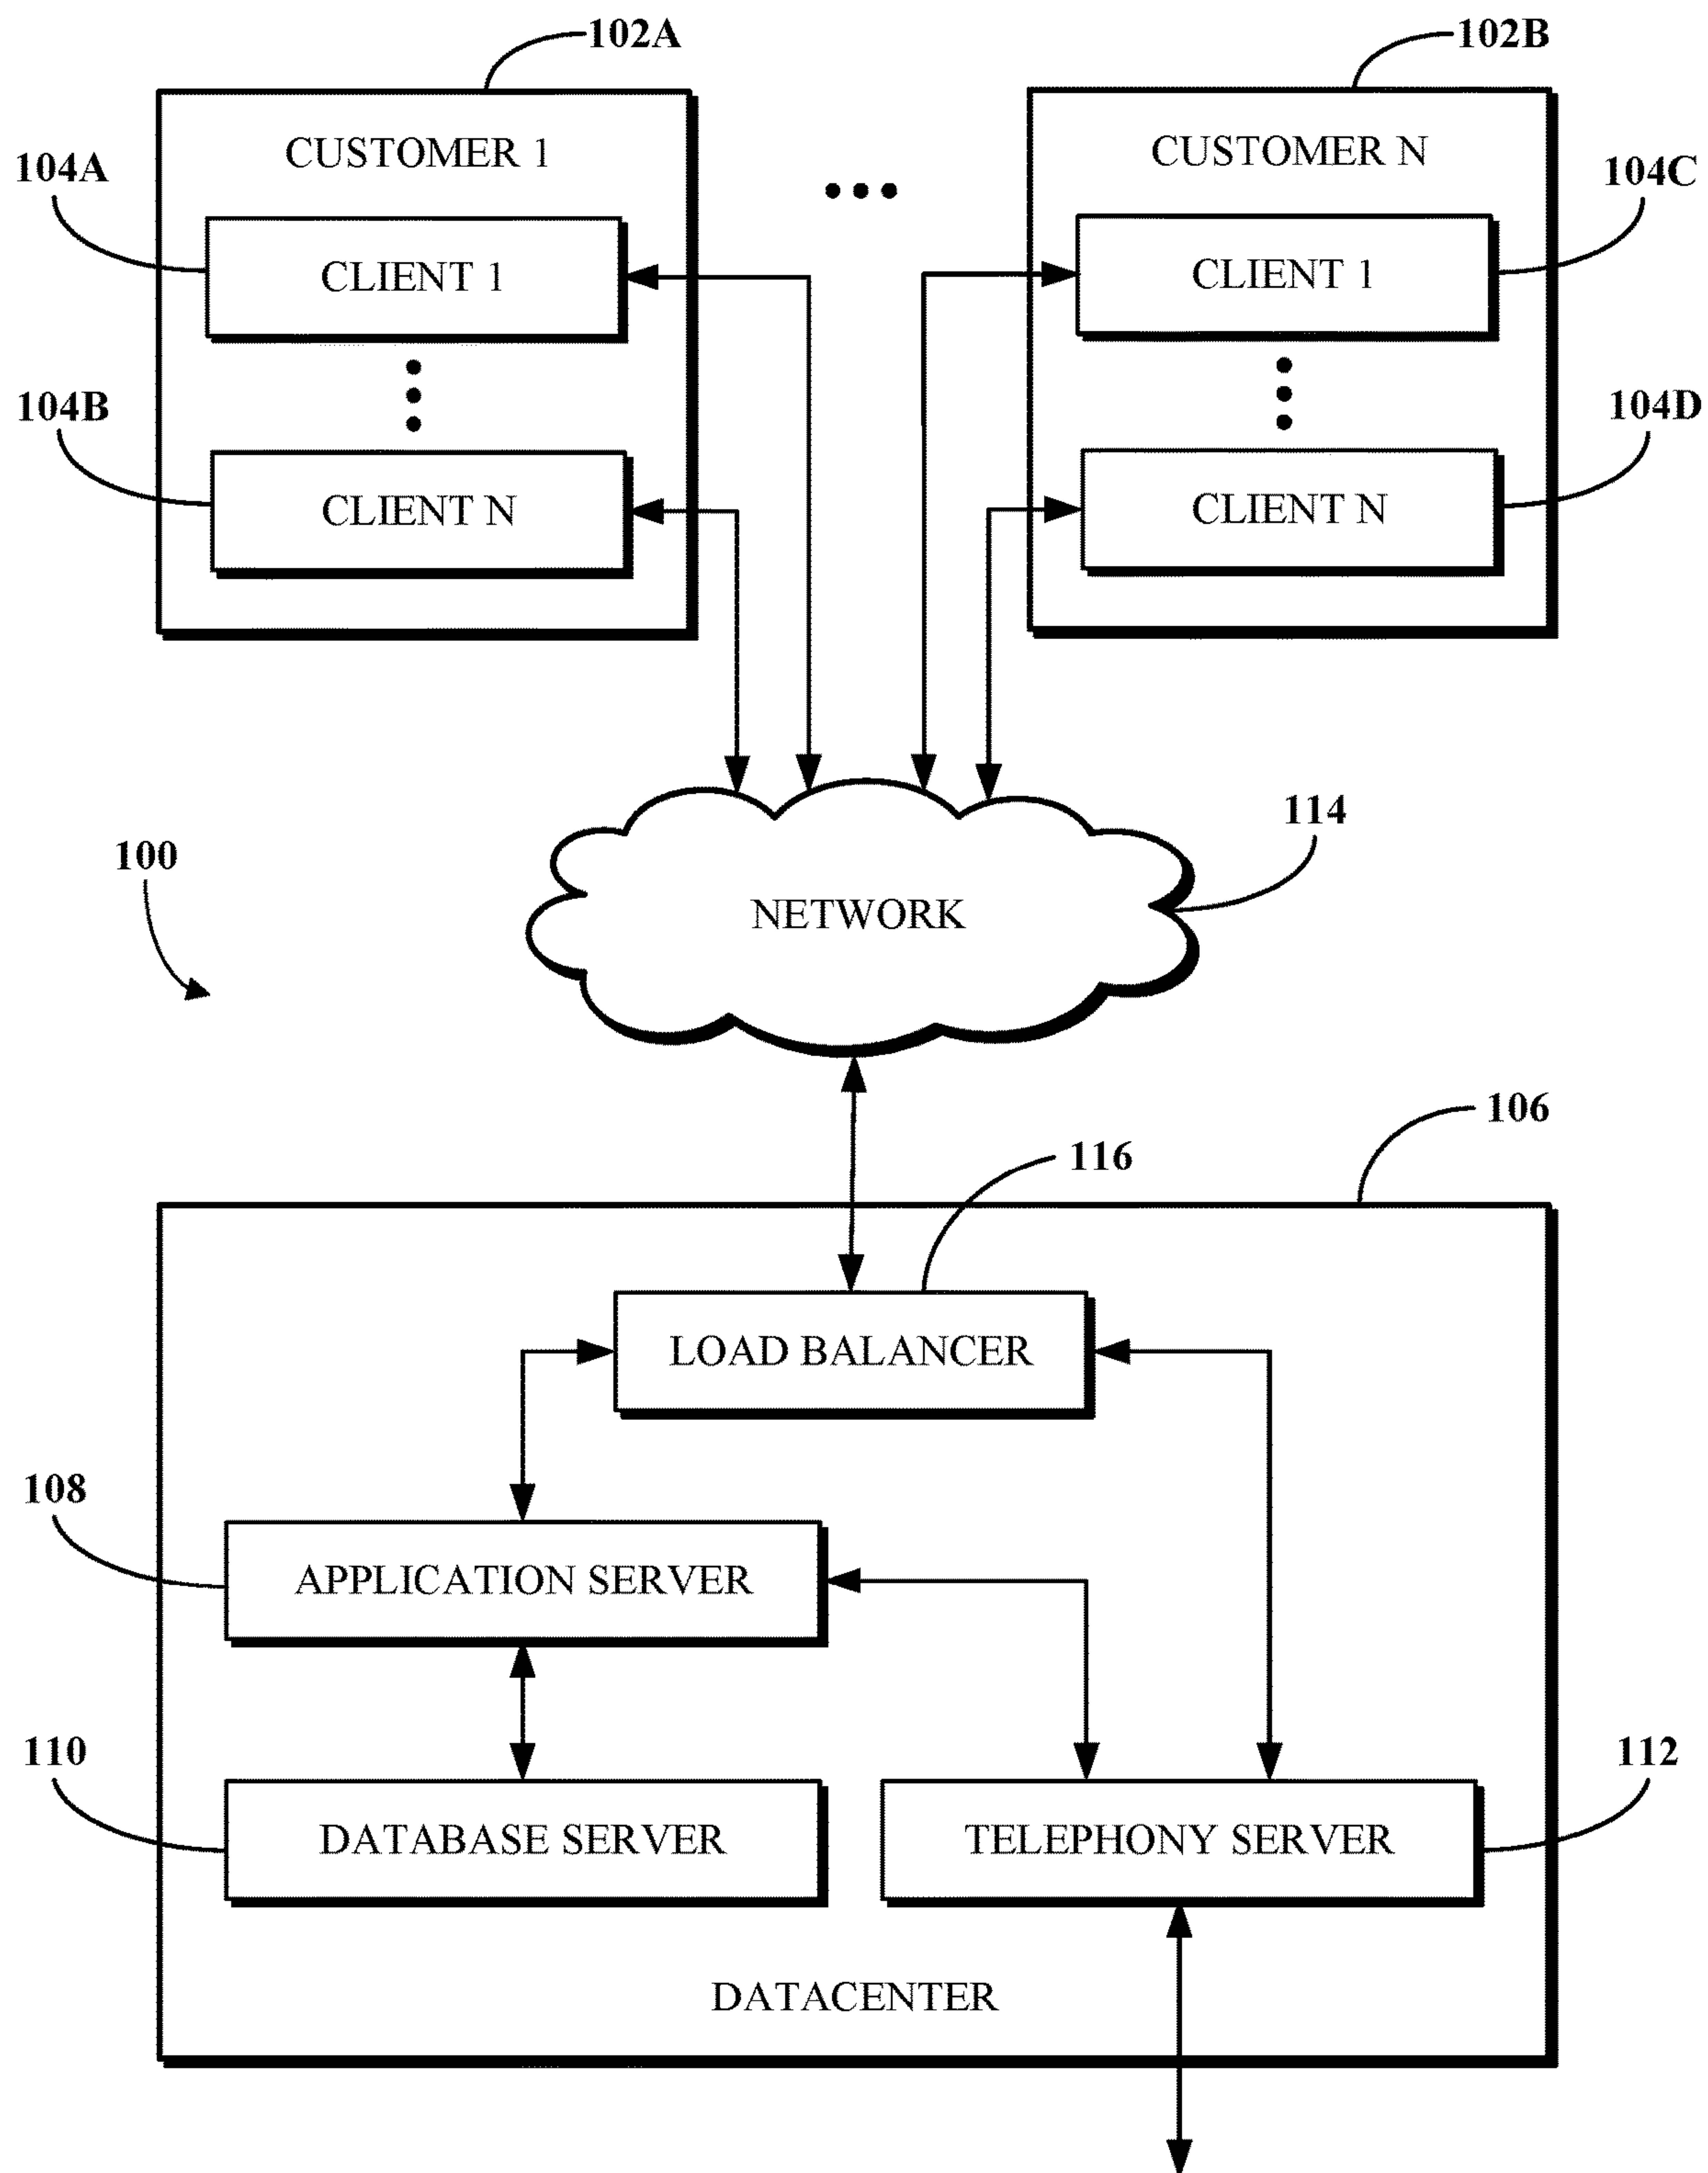 102A
102B
CUSTOMER 1
CUSTOMER N
104A
104C
CLIENT 1
CLIENT 1
104B
104D
CLIENT N
CLIENT N
114
100
NETWORK
106
116
LOAD BALANCER
108
APPLICATION SERVER
110
112
DATABASE SERVER
TELEPHONY SERVER
DATACENTER